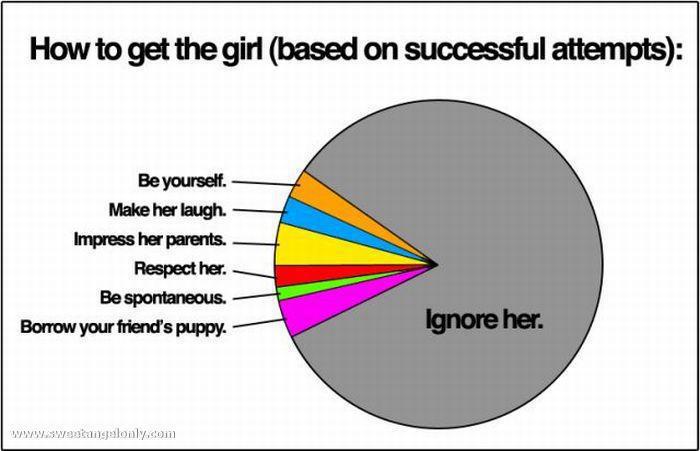 How to get the girl (based on successful attempts):
Be yourself.
Make her laugh.
Impress her parents.
Respect her.
Be spontaneous.
Borrow your friend's puppy.
Ignore her.
www.sweetangelonly.com